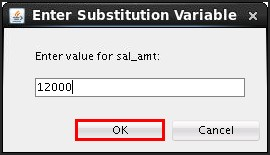 Enter Substitution Variable
Enter value for sal_amt:
12000
OK
Cancel